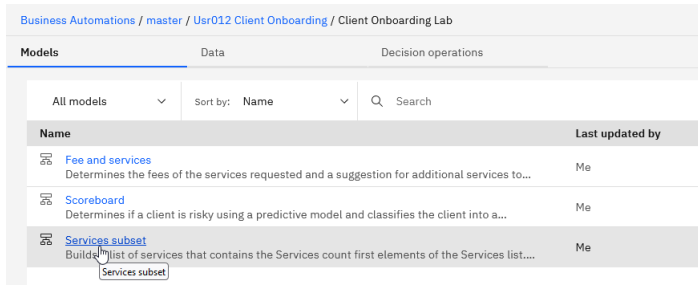 Business Automations / master / Usr012 Client Onboarding / Client Onboarding Lab
Models Data Decision operations
All models Sort by: Name Search
Name Last updated by
Fee and services
Determines the fees of the services requested and a suggestion for additional services to... Me
Scoreboard
Determines if a client is risky using a predictive model and classifies the client into a... Me
Services subset
Builds list of services that contains the Services count first elements of the Services list.... Me
Services subset